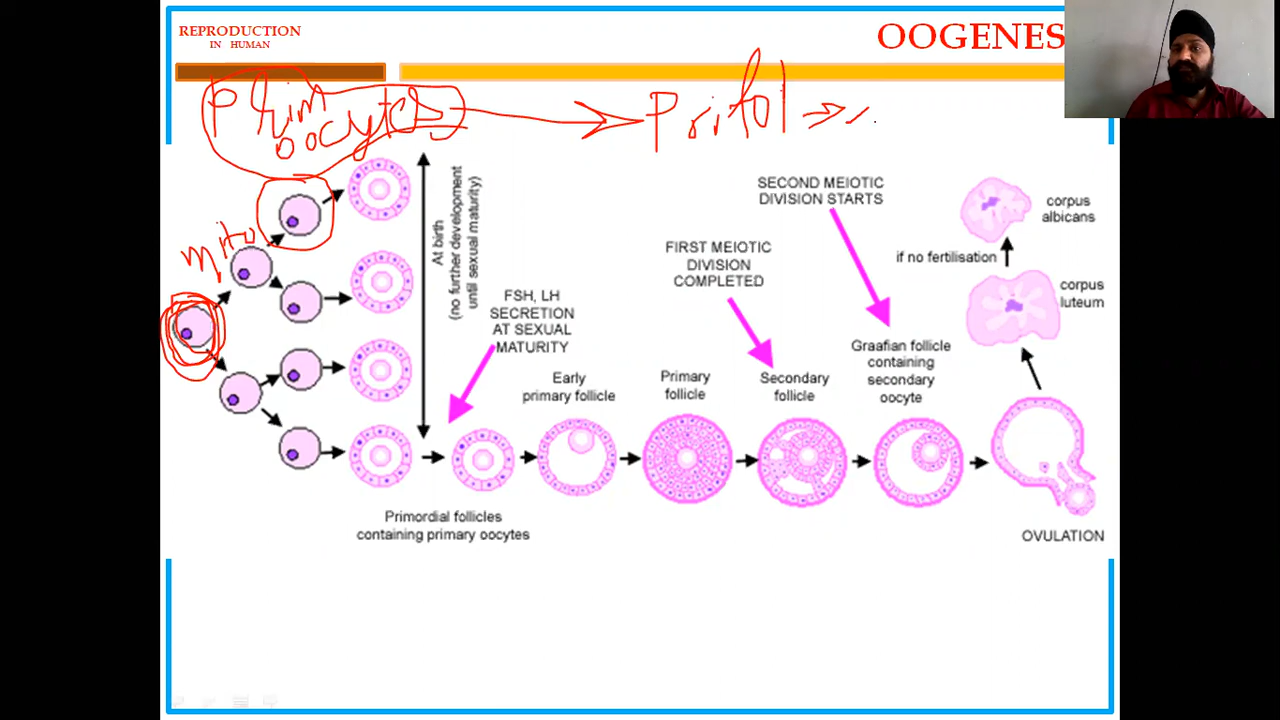 REPRODUCTION
IN HUMAN
OOGENES
Prim
oocytes
Pri fol
mito
At birth
(no further development
until sexual maturity)
SECOND MEIOTIC
DIVISION STARTS
FIRST MEIOTIC
DIVISION
COMPLETED
FSH, LH
SECRETION
AT SEXUAL
MATURITY
corpus
albicans
if no fertilisation
corpus
luteum
Early
primary follicle
Primary
follicle
Secondary
follicle
Graafian follicle
containing
secondary
oocyte
Primordial follicles
containing primary oocytes
OVULATION